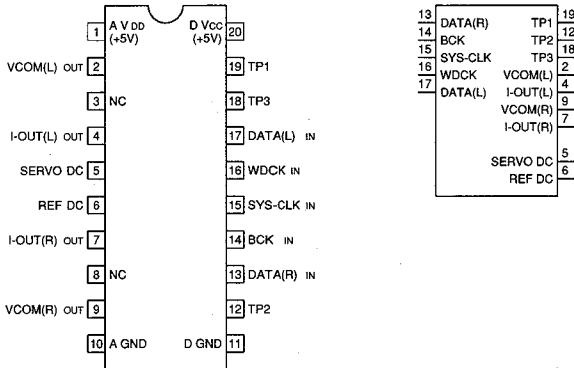 1 A VDD (+5V)
D VCC (+5V) 20
VCOM(L) OUT 2
19 TP1
3 NC
18 TP3
I-OUT(L) OUT 4
17 DATA(L) IN
SERVO DC 5
16 WDCK IN
REF DC 6
15 SYS-CLK IN
I-OUT(R) OUT 7
14 BCK IN
8 NC
13 DATA(R) IN
VCOM(R) OUT 9
12 TP2
10 A GND
D GND 11
13 DATA(R)
14 BCK
15 SYS-CLK
16 WDCK
17 DATA(L)
TP1 19
TP2 12
TP3 18
VCOM(L) 2
I-OUT(L) 4
VCOM(R) 9
I-OUT(R) 7
SERVO DC 5
REF DC 6